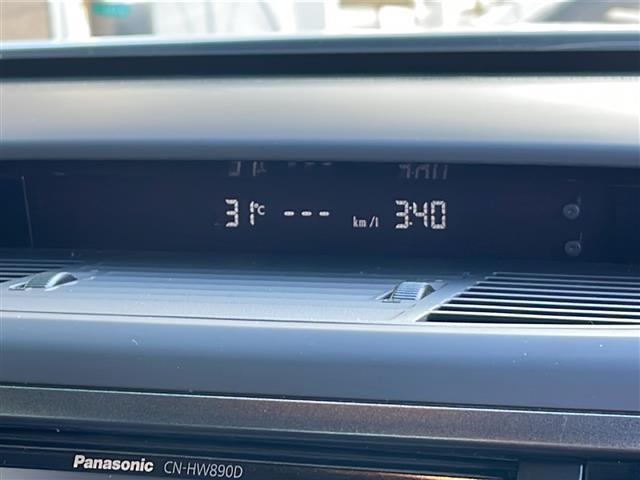 31°C --- km/l 3:40
Panasonic CN-HW890D